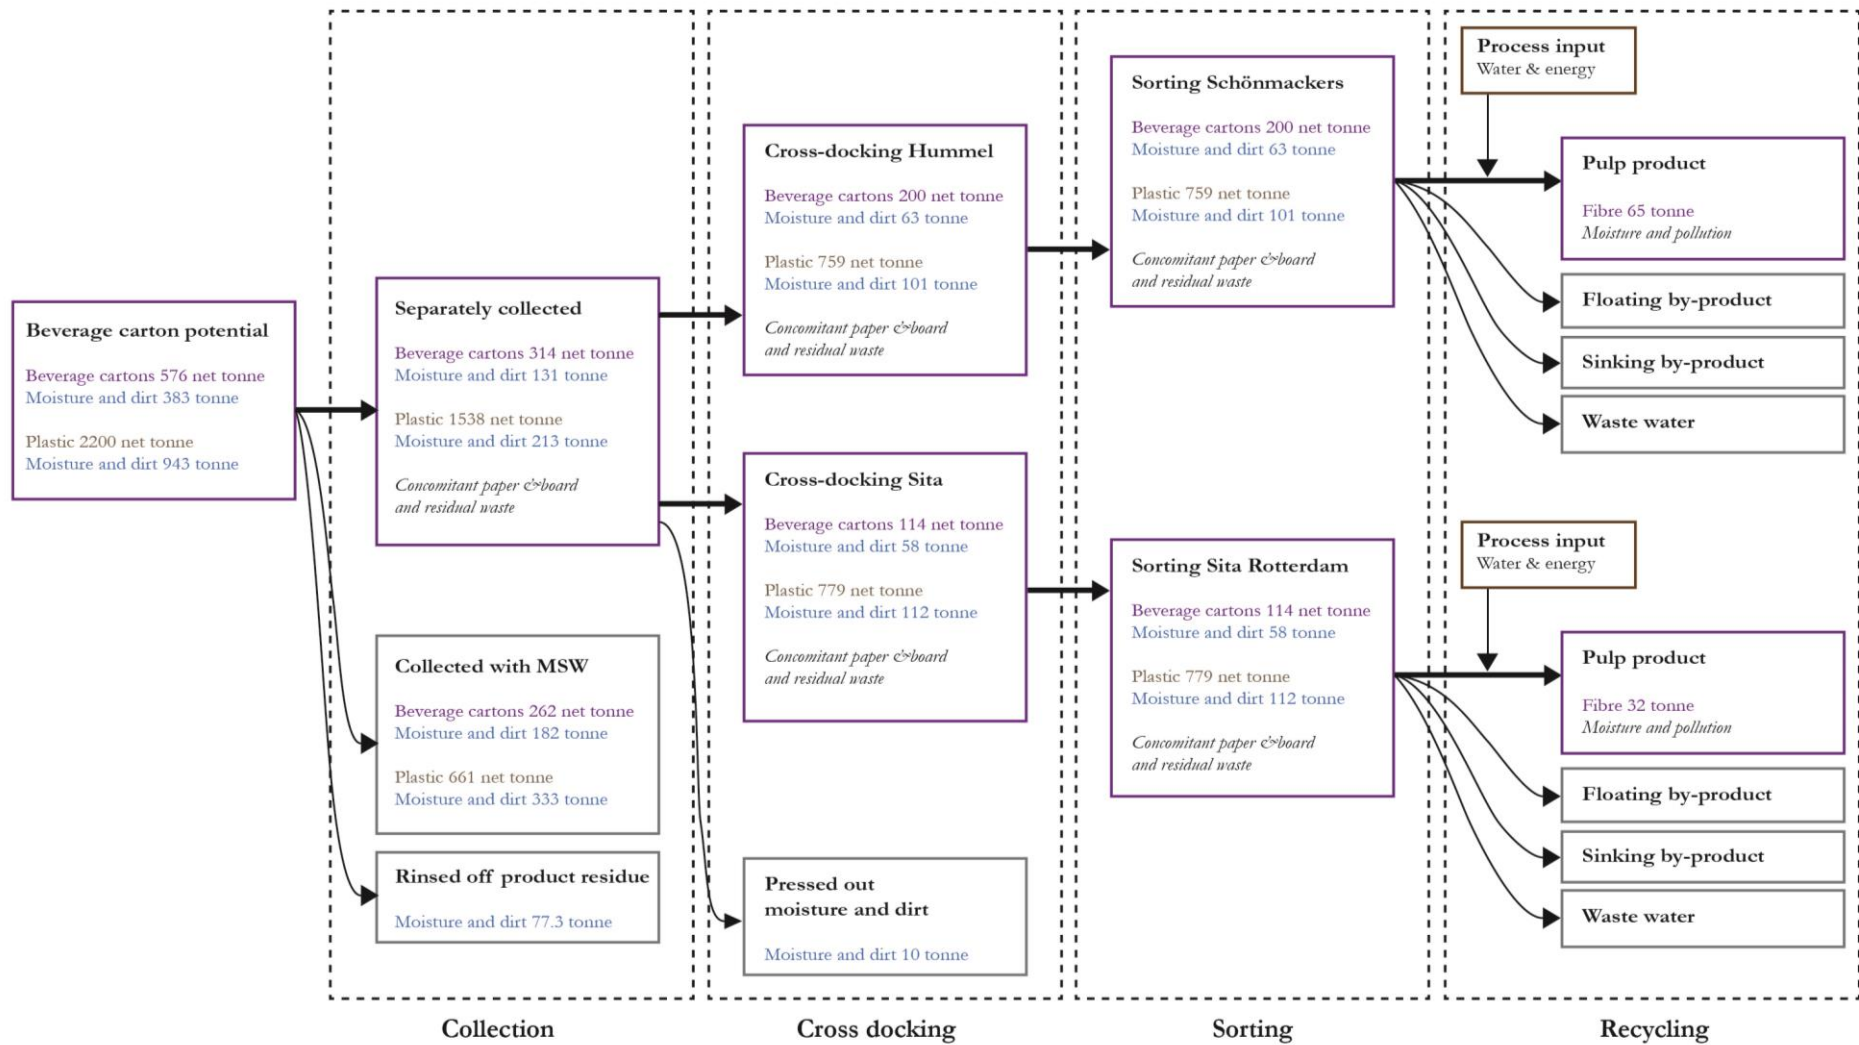 Beverage carton potential
Beverage cartons 576 net tonne
Moisture and dirt 383 tonne
Plastic 2200 net tonne
Moisture and dirt 943 tonne
Separately collected
Beverage cartons 314 net tonne
Moisture and dirt 131 tonne
Plastic 1538 net tonne
Moisture and dirt 213 tonne
Concomitant paper &board
and residual waste
Collected with MSW
Beverage cartons 262 net tonne
Moisture and dirt 182 tonne
Plastic 661 net tonne
Moisture and dirt 333 tonne
Rinsed off product residue
Moisture and dirt 77.3 tonne
Collection
Cross-docking Hummel
Beverage cartons 200 net tonne
Moisture and dirt 63 tonne
Plastic 759 net tonne
Moisture and dirt 101 tonne
Concomitant paper &board
and residual waste
Cross-docking Sita
Beverage cartons 114 net tonne
Moisture and dirt 58 tonne
Plastic 779 net tonne
Moisture and dirt 112 tonne
Concomitant paper &board
and residual waste
Pressed out
moisture and dirt
Moisture and dirt 10 tonne
Cross docking
Sorting Schönmackers
Beverage cartons 200 net tonne
Moisture and dirt 63 tonne
Plastic 759 net tonne
Moisture and dirt 101 tonne
Concomitant paper &board
and residual waste
Sorting Sita Rotterdam
Beverage cartons 114 net tonne
Moisture and dirt 58 tonne
Plastic 779 net tonne
Moisture and dirt 112 tonne
Concomitant paper &board
and residual waste
Sorting
Process input
Water & energy
Pulp product
Fibre 65 tonne
Moisture and pollution
Floating by-product
Sinking by-product
Waste water
Process input
Water & energy
Pulp product
Fibre 32 tonne
Moisture and pollution
Floating by-product
Sinking by-product
Waste water
Recycling